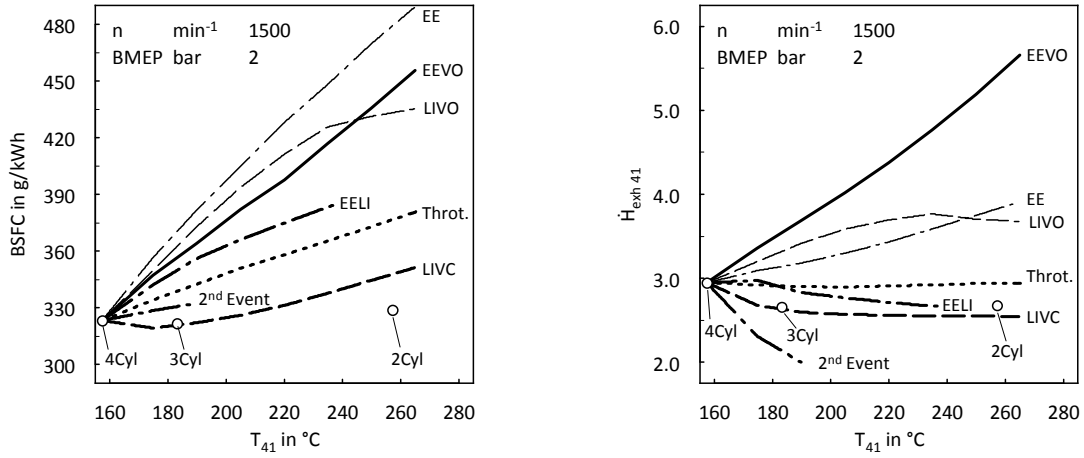 480
450
420
390
360
330
300
BSFC in g/kWh
n min⁻¹ 1500
BMEP bar 2
EE
EEVO
LIVO
EELI
Throt.
LIVC
2nd Event
4Cyl
3Cyl
2Cyl
160 180 200 220 240 260 280
T41 in °C
6.0
5.0
4.0
3.0
2.0
Ḣexh 41
n min⁻¹ 1500
BMEP bar 2
EEVO
EE
LIVO
Throt.
EELI
LIVC
4Cyl
3Cyl
2Cyl
2nd Event
160 180 200 220 240 260 280
T41 in °C